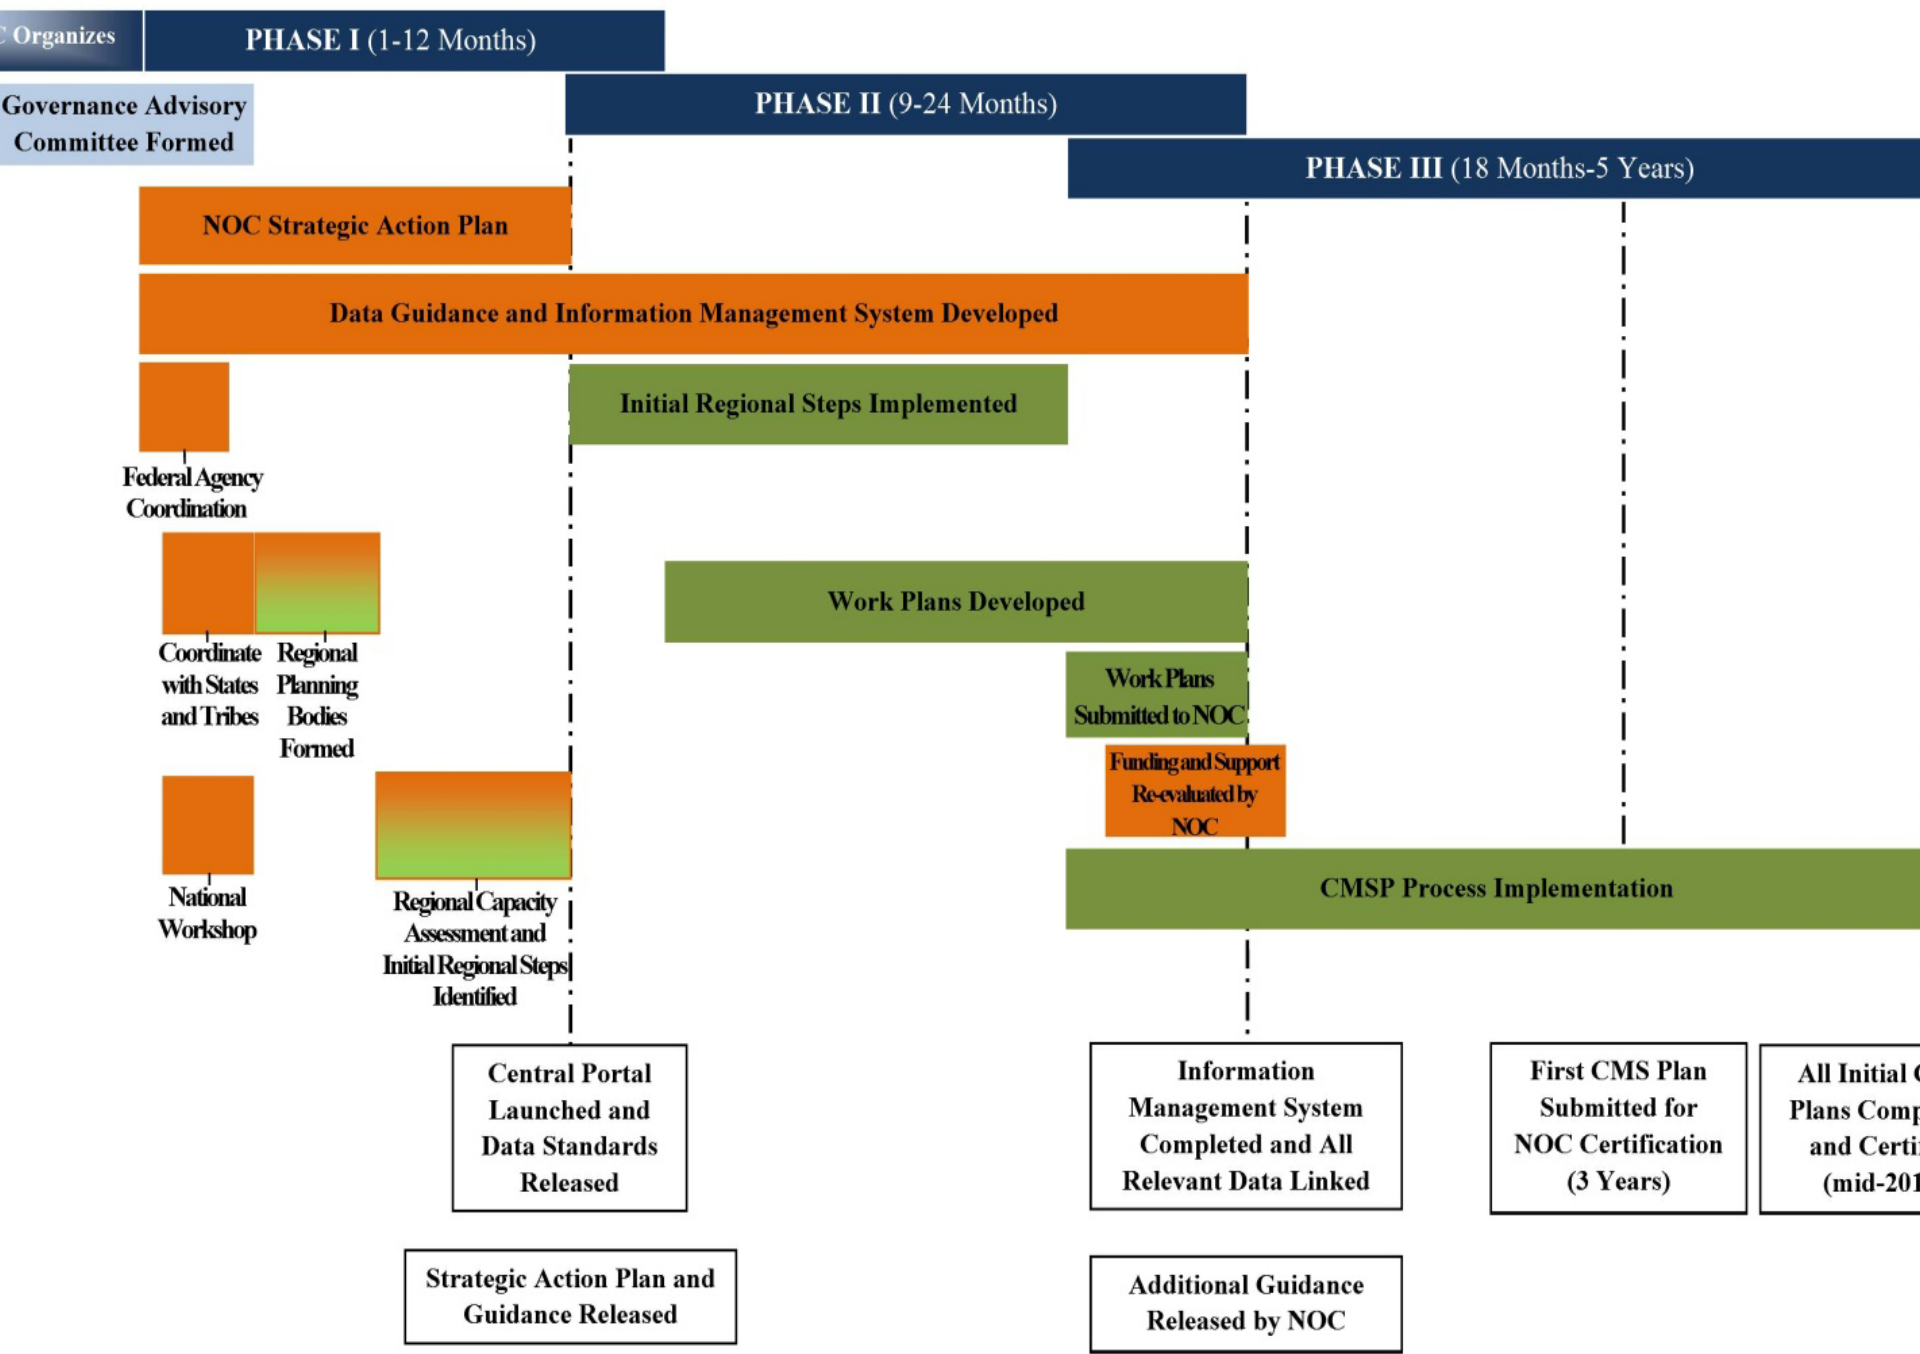 Organizes
PHASE I (1-12 Months)
PHASE II (9-24 Months)
PHASE III (18 Months-5 Years)
Governance Advisory
Committee Formed
NOC Strategic Action Plan
Data Guidance and Information Management System Developed
Initial Regional Steps Implemented
Federal Agency
Coordination
Coordinate
with States
and Tribes
Regional
Planning
Bodies
Formed
Work Plans Developed
Work Plans
Submitted to NOC
Funding and Support
Re-evaluated by
NOC
National
Workshop
Regional Capacity
Assessment and
Initial Regional Steps
Identified
CMSP Process Implementation
Central Portal
Launched and
Data Standards
Released
Information
Management System
Completed and All
Relevant Data Linked
First CMS Plan
Submitted for
NOC Certification
(3 Years)
All Initial
Plans
and
Strategic Action Plan and
Guidance Released
Additional Guidance
Released by NOC